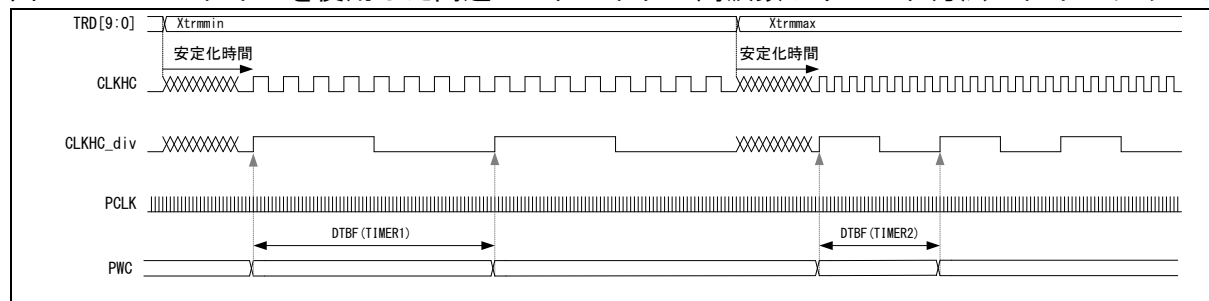 TRD[9:0] Xtrmmin Xtrmmax
安定化時間 安定化時間
CLKHC
CLKHC_div
PCLK
DTBF(TIMER1) DTBF(TIMER2)
PWC